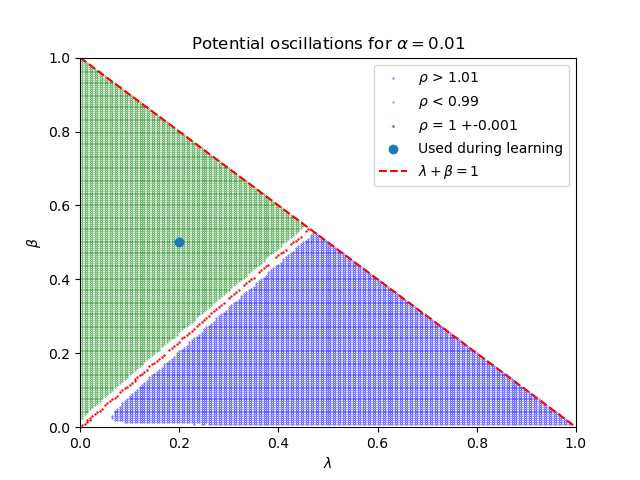 Potential oscillations for α = 0.01
1.0
0.8
0.6
0.4
0.2
0.0
β
ρ > 1.01
ρ < 0.99
ρ = 1 +-0.001
Used during learning
λ + β = 1
0.0 0.2 0.4 0.6 0.8 1.0
λ